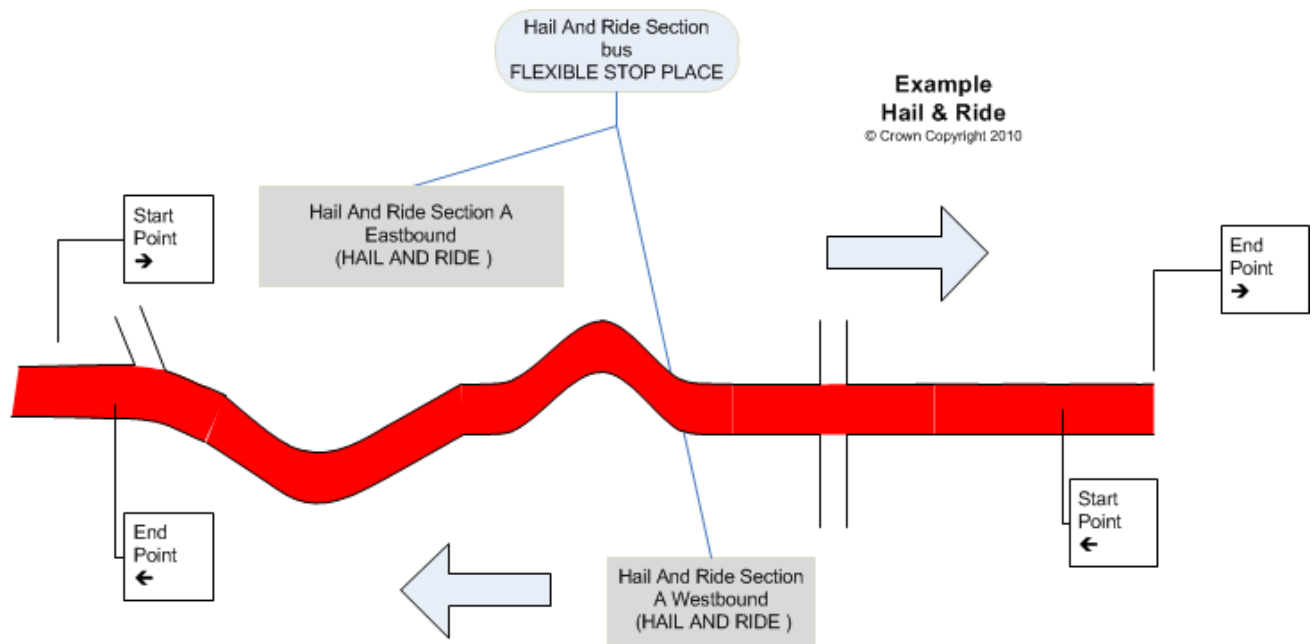 Hail And Ride Section
bus
FLEXIBLE STOP PLACE
Example
Hail & Ride
© Crown Copyright 2010
Start
Point
→
Hail And Ride Section A
Eastbound
(HAIL AND RIDE )
End
Point
→
End
Point
←
Start
Point
←
Hail And Ride Section
A Westbound
(HAIL AND RIDE )